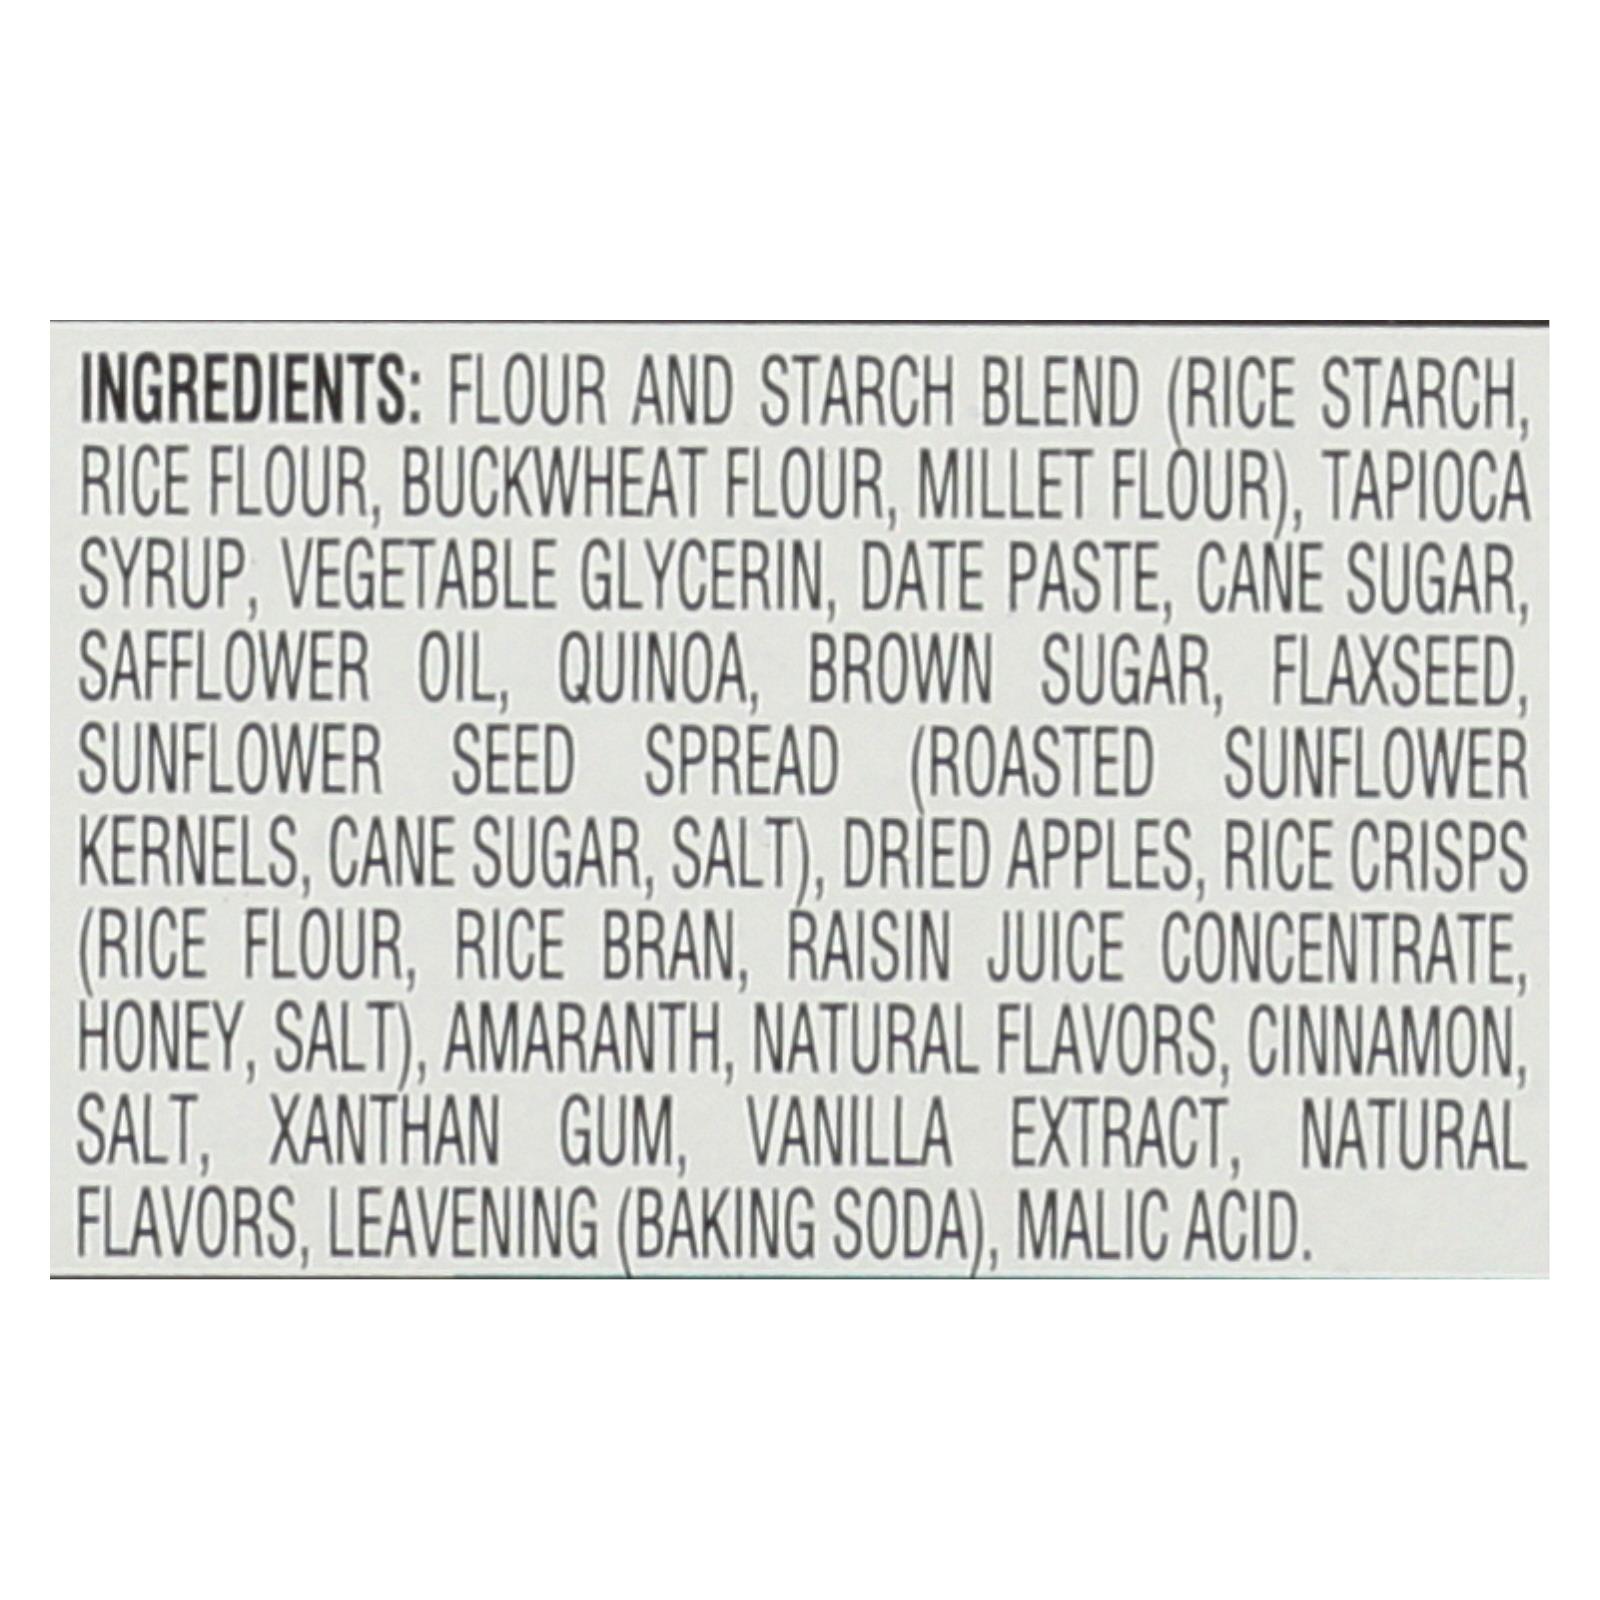 INGREDIENTS: FLOUR AND STARCH BLEND (RICE STARCH,
RICE FLOUR, BUCKWHEAT FLOUR, MILLET FLOUR), TAPIOCA
SYRUP, VEGETABLE GLYCERIN, DATE PASTE, CANE SUGAR,
SAFFLOWER OIL, QUINOA, BROWN SUGAR, FLAXSEED,
SUNFLOWER SEED SPREAD (ROASTED SUNFLOWER
KERNELS, CANE SUGAR, SALT), DRIED APPLES, RICE CRISPS
(RICE FLOUR, RICE BRAN, RAISIN JUICE CONCENTRATE,
HONEY, SALT), AMARANTH, NATURAL FLAVORS, CINNAMON,
SALT, XANTHAN GUM, VANILLA EXTRACT, NATURAL
FLAVORS, LEAVENING (BAKING SODA), MALIC ACID.